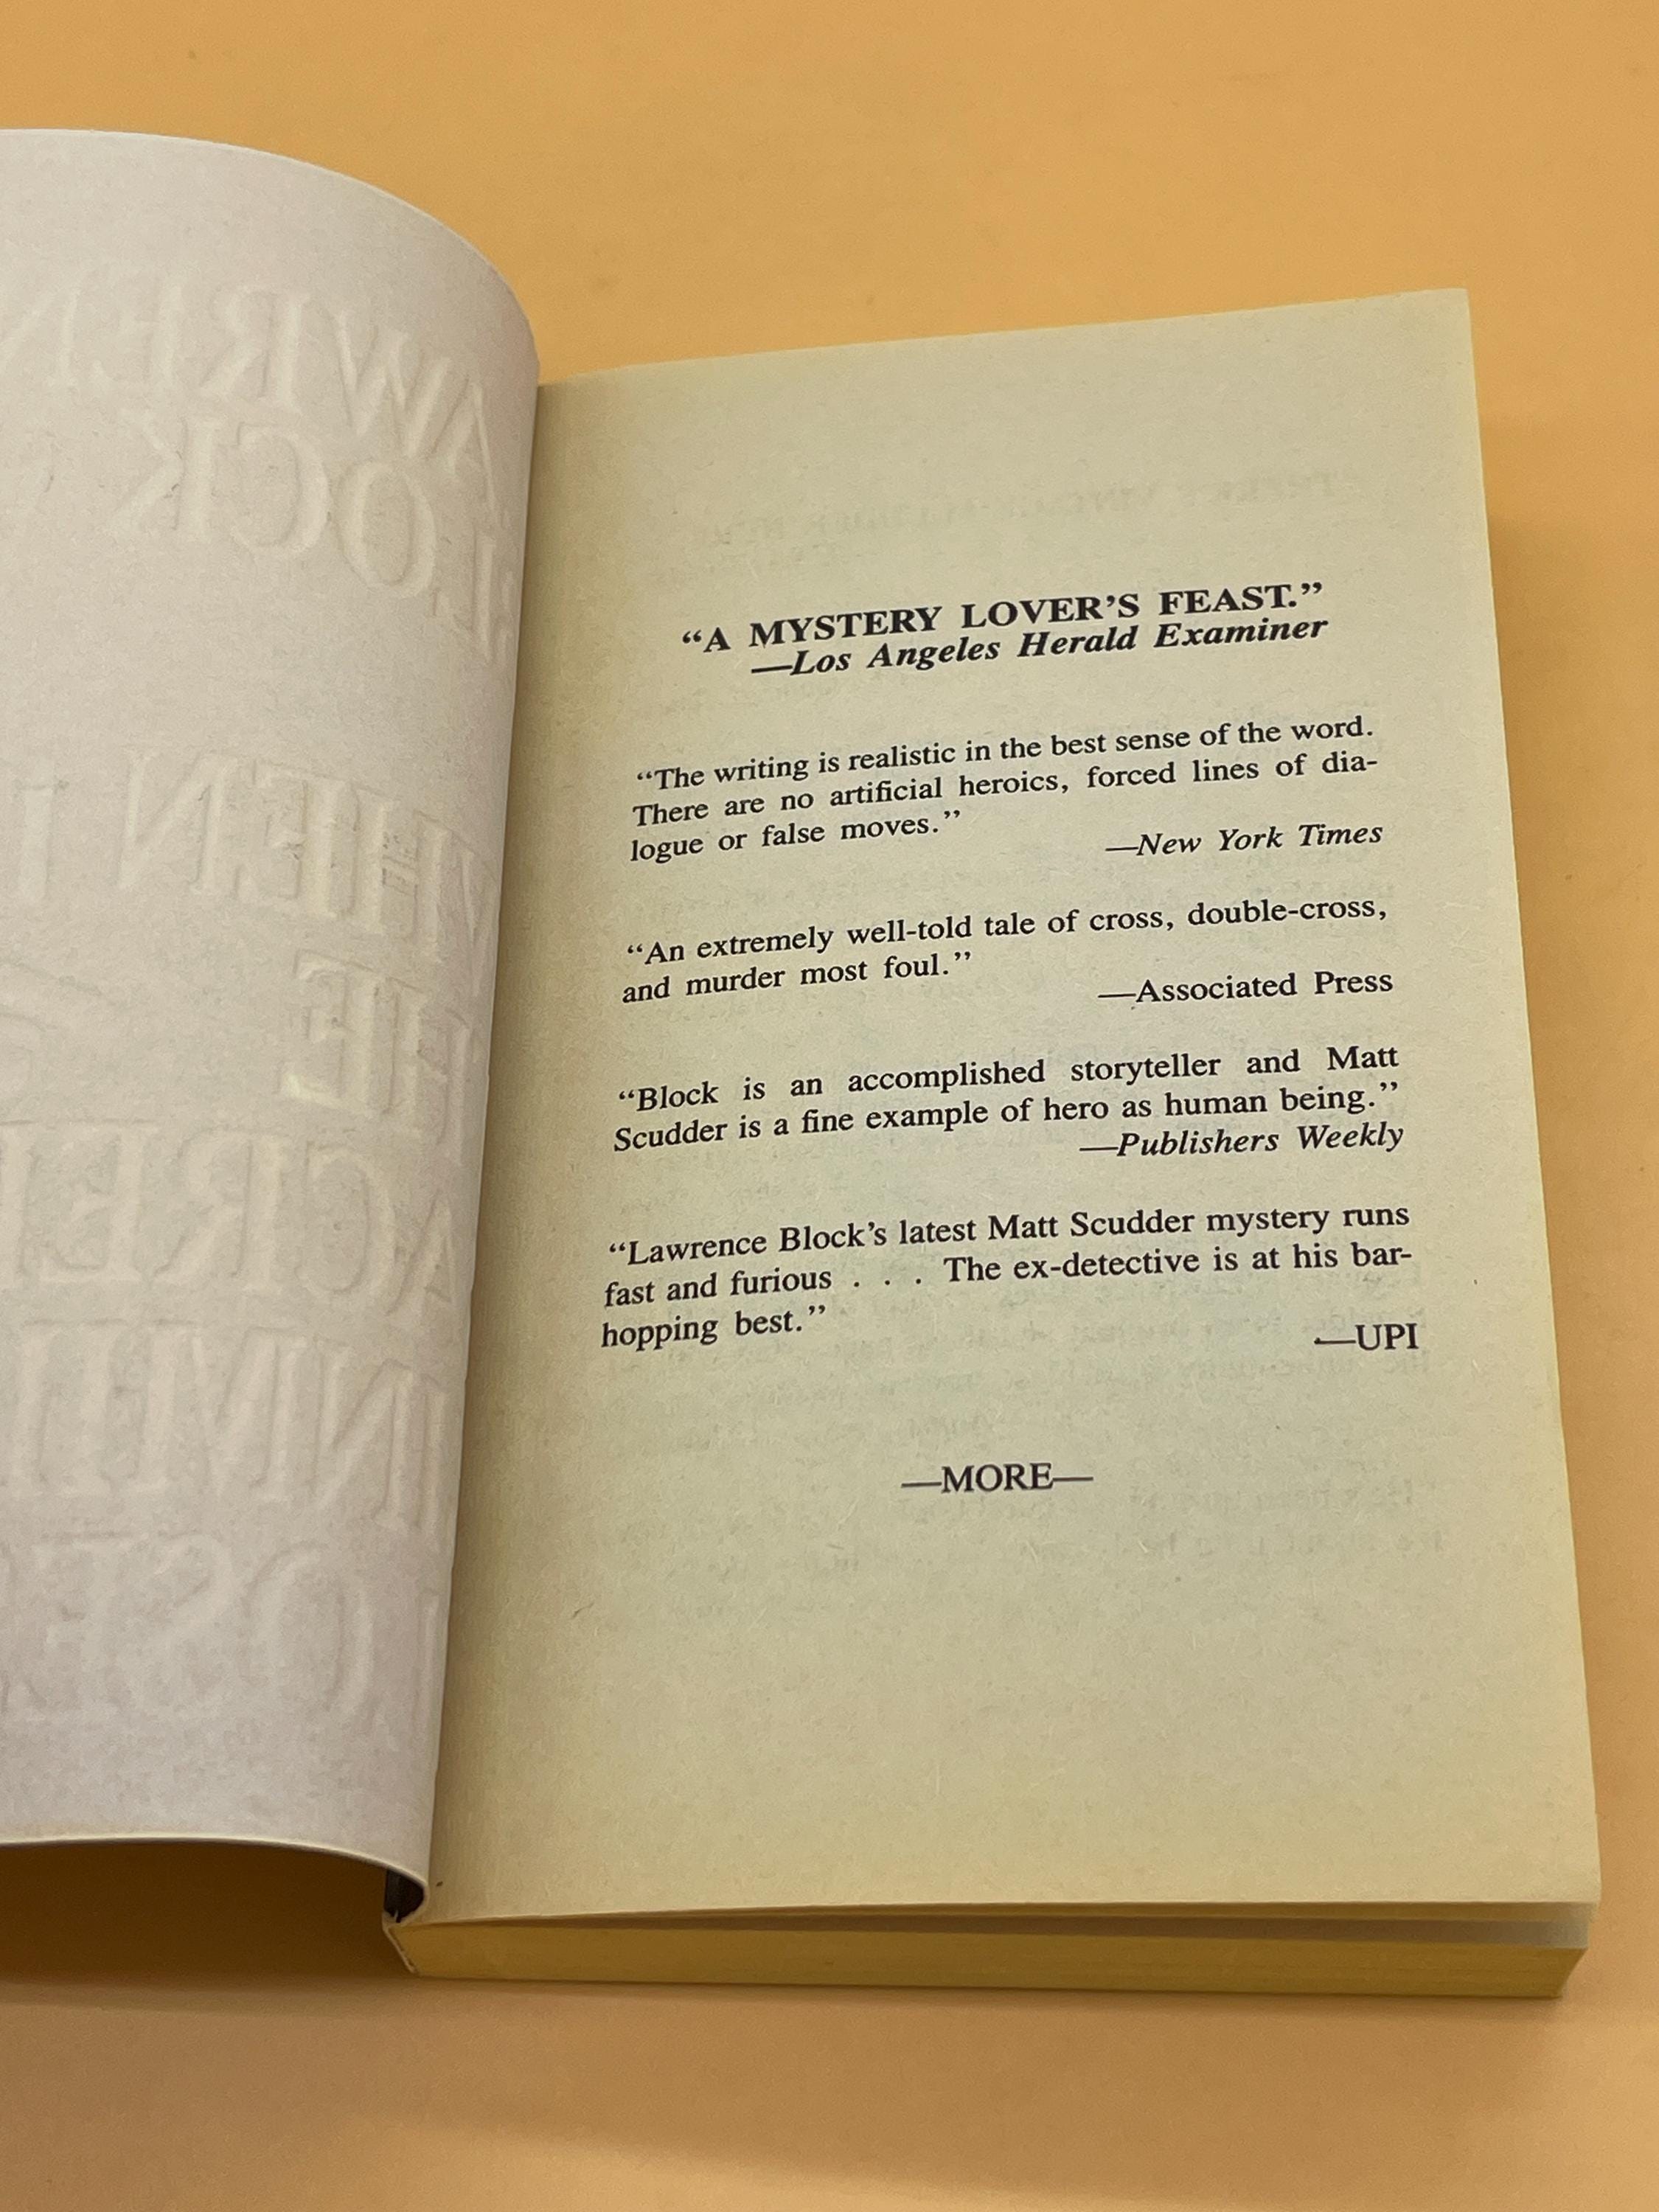 “A MYSTERY LOVER’S FEAST.”
—Los Angeles Herald Examiner
“The writing is realistic in the best sense of the word.
There are no artificial heroics, forced lines of dia-
logue or false moves.”
—New York Times
“An extremely well-told tale of cross, double-cross,
and murder most foul.”
—Associated Press
“Block is an accomplished storyteller and Matt
Scudder is a fine example of hero as human being.”
—Publishers Weekly
“Lawrence Block’s latest Matt Scudder mystery runs
fast and furious . . . The ex-detective is at his bar-
hopping best.”
—UPI
—MORE—